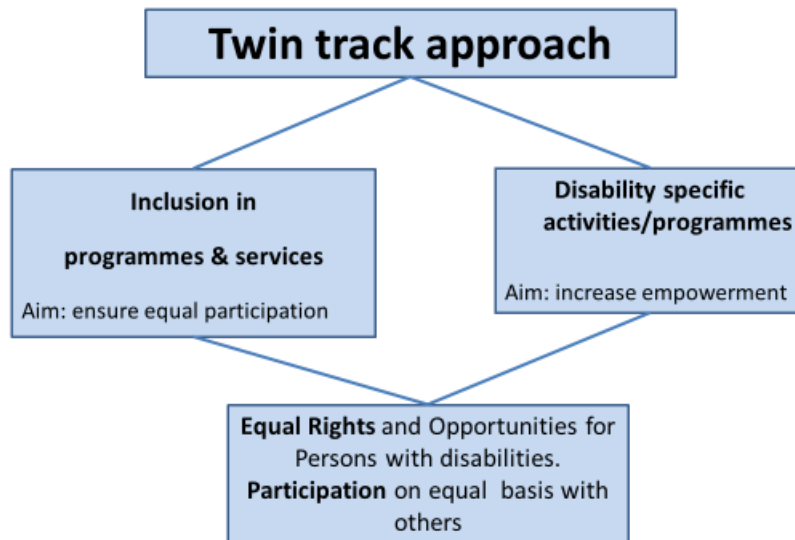 Twin track approach
Inclusion in
programmes & services
Aim: ensure equal participation
Disability specific
activities/programmes
Aim: increase empowerment
Equal Rights and Opportunities for
Persons with disabilities.
Participation on equal basis with
others